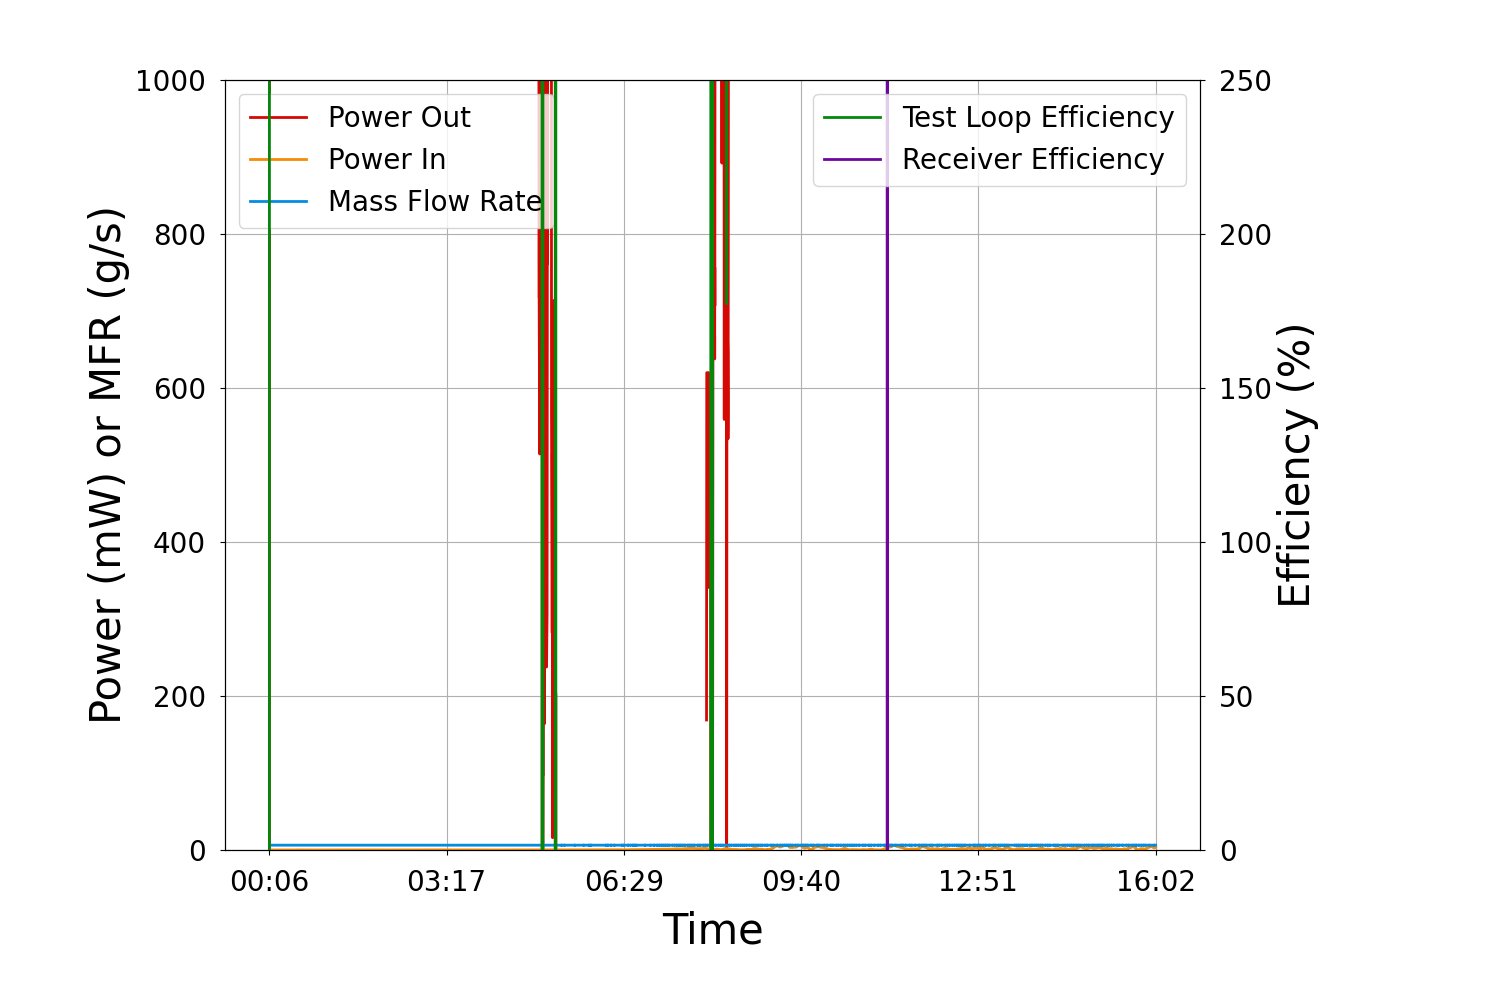 1000
800
600
400
200
0
Power (mW) or MFR (g/s)
Power Out
Power In
Mass Flow Rate
Test Loop Efficiency
Receiver Efficiency
250
200
150
100
50
0
Efficiency (%)
00:06 03:17 06:29 09:40 12:51 16:02
Time